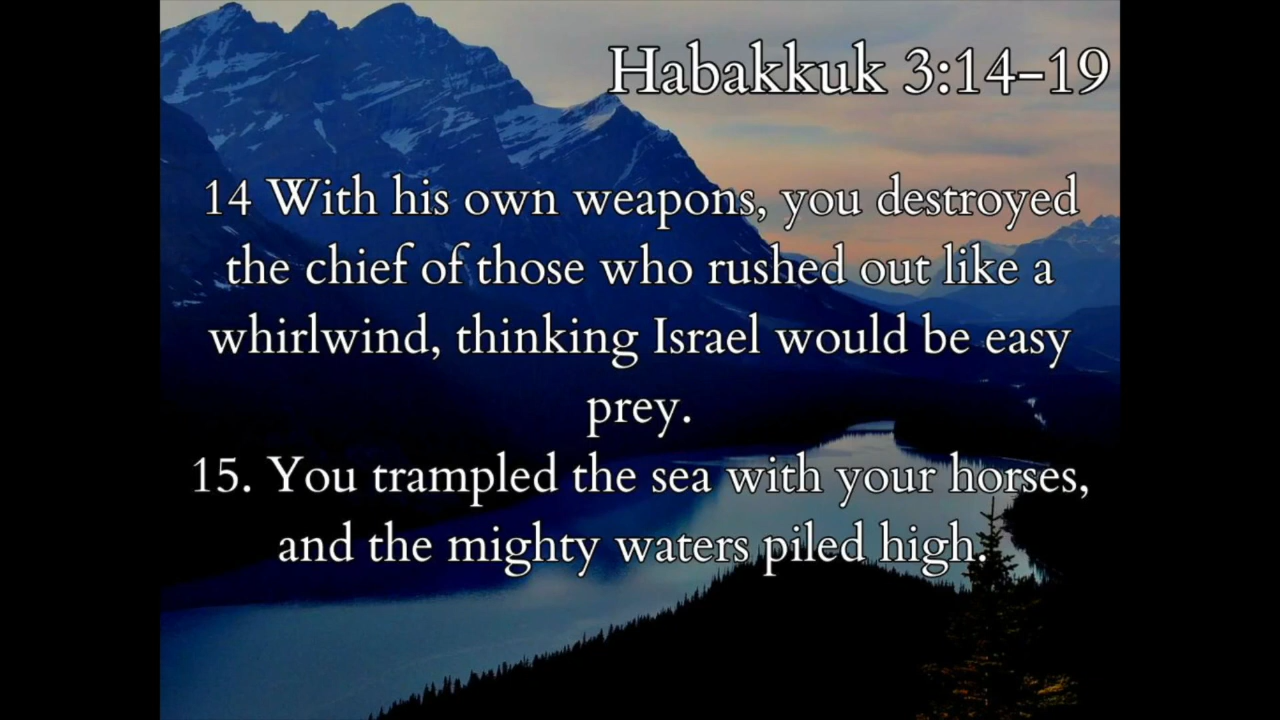 Habakkuk 3:14-19
14 With his own weapons, you destroyed
the chief of those who rushed out like a
whirlwind, thinking Israel would be easy
prey.
15. You trampled the sea with your horses,
and the mighty waters piled high.